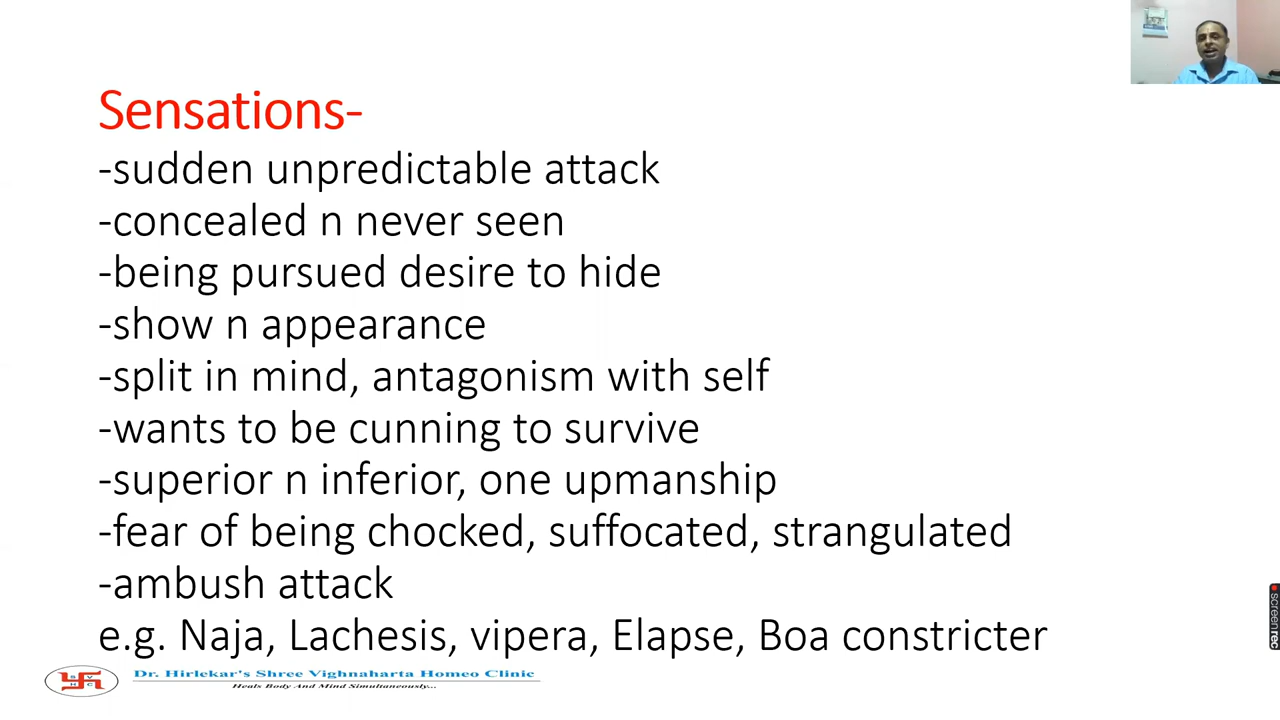 Sensations-
-sudden unpredictable attack
-concealed n never seen
-being pursued desire to hide
-show n appearance
-split in mind, antagonism with self
-wants to be cunning to survive
-superior n inferior, one upmanship
-fear of being chocked, suffocated, strangulated
-ambush attack
e.g. Naja, Lachesis, vipera, Elapse, Boa constricter
Dr. Hirlekar's Shree Vighnaharta Homeo Clinic
Heals Body And Mind Simultaneously...
screenrec